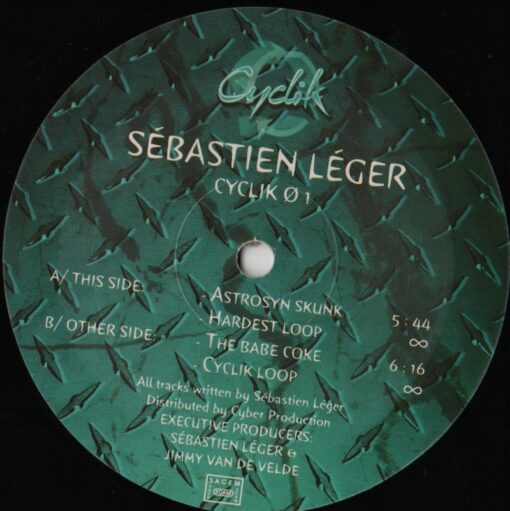 Cyclik
SÉBASTIEN LÉGER
CYCLIK Ø 1
A/ THIS SIDE:
- ASTROSYN SKUNK 5 : 44
- HARDEST LOOP ∞
B/ OTHER SIDE:
- THE BABE COKE 6 : 16
CYCLIK LOOP ∞
All tracks written by Sébastien Léger
Distributed by Cyber Production
EXECUTIVE PRODUCERS:
SÉBASTIEN LÉGER &
JIMMY VAN DE VELDE
SACEM
SDRM